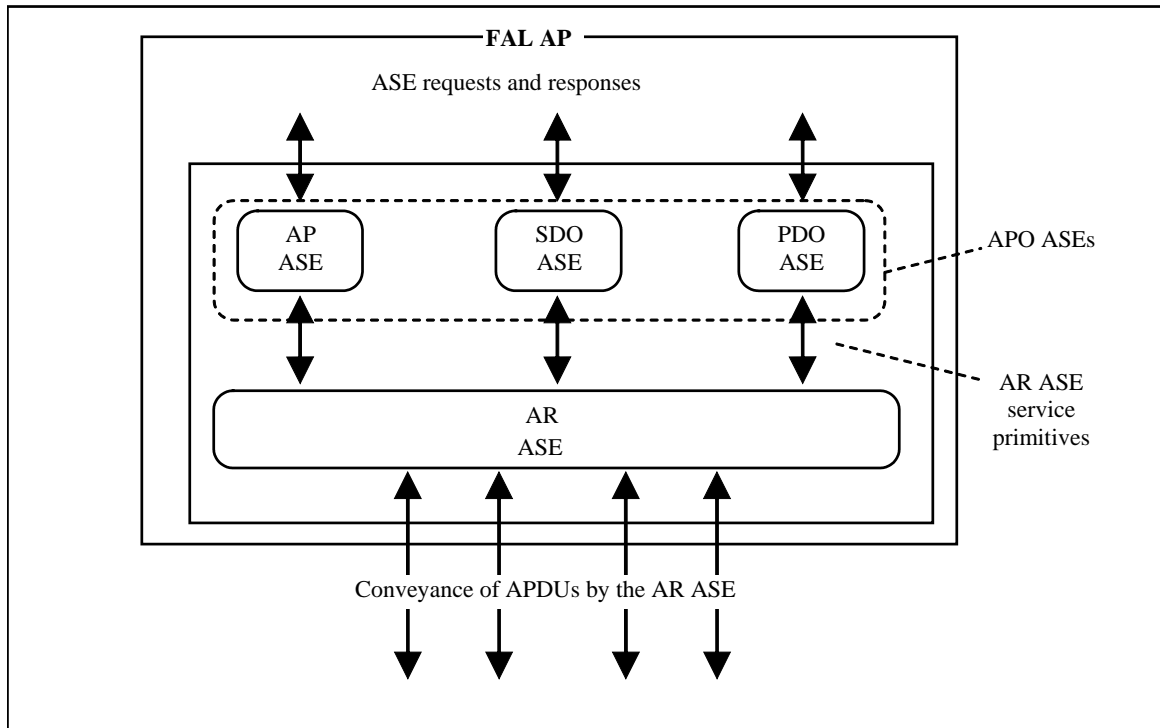 FAL AP
ASE requests and responses
AP
ASE
SDO
ASE
PDO
ASE
APO ASEs
AR ASE
service
primitives
AR
ASE
Conveyance of APDUs by the AR ASE